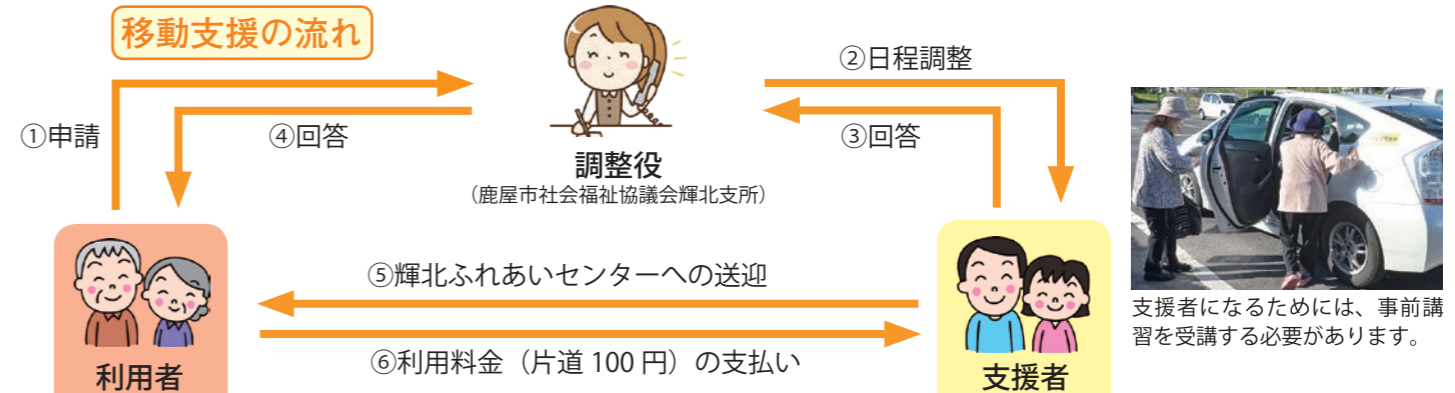 移動支援の流れ
①申請
④回答
②日程調整
③回答
調整役
（鹿屋市社会福祉協議会輝北支所）
⑤輝北ふれあいセンターへの送迎
⑥利用料金（片道 100 円）の支払い
利用者
支援者
支援者になるためには、事前講
習を受講する必要があります。